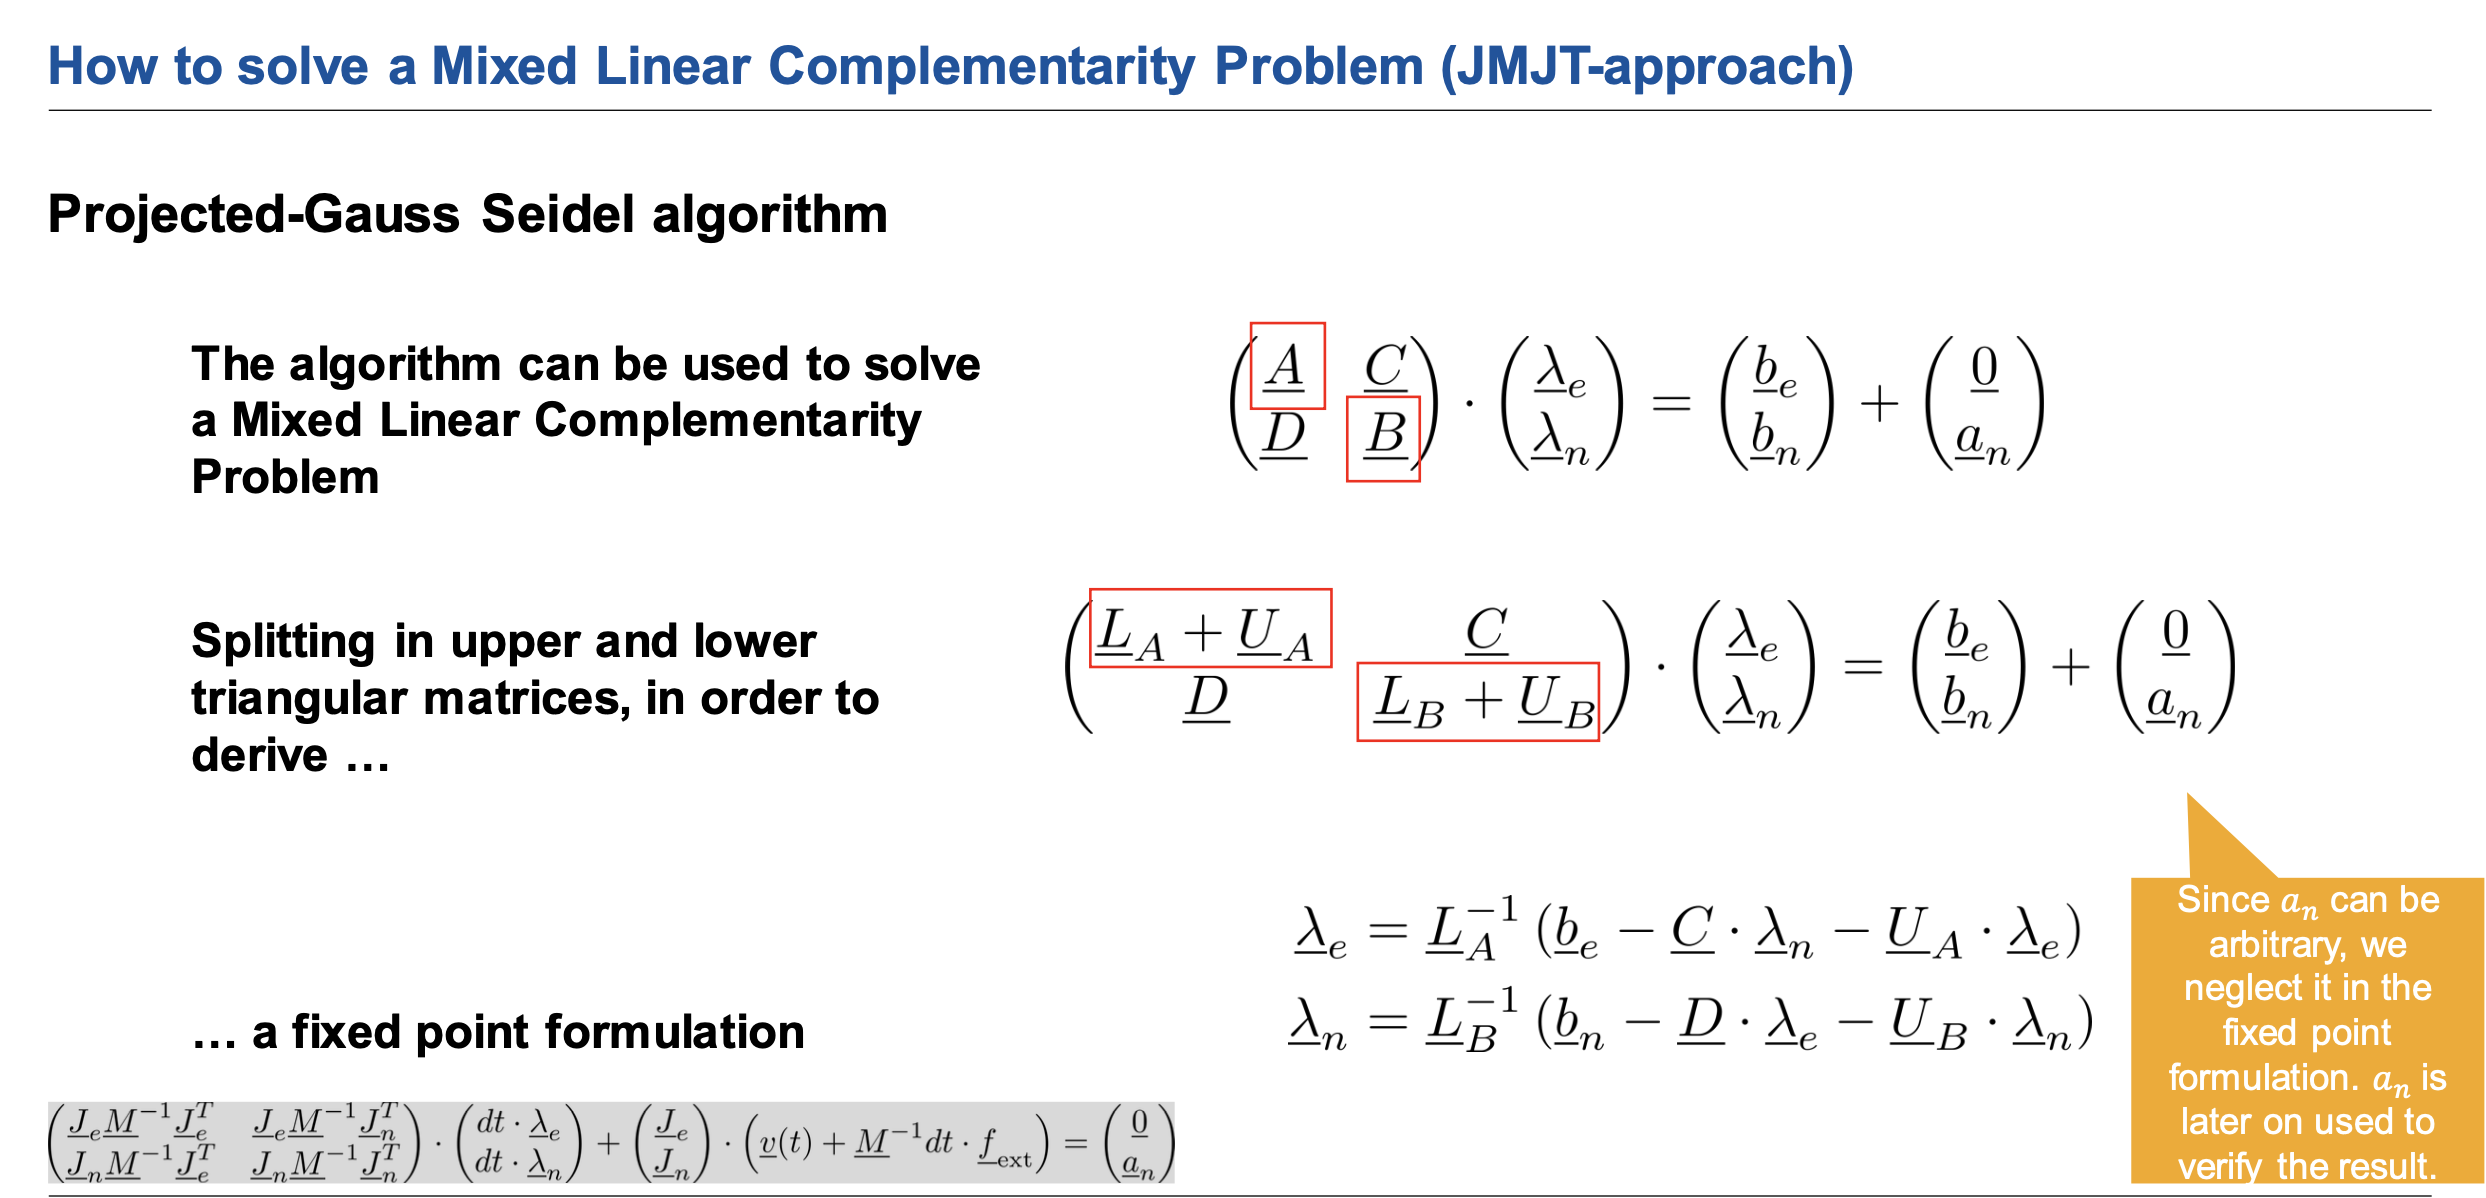 How to solve a Mixed Linear Complementarity Problem (JMJT-approach)
Projected-Gauss Seidel algorithm
The algorithm can be used to solve
a Mixed Linear Complementarity
Problem
$\begin{pmatrix} \underline{A} & \underline{C} \\ \underline{D} & \underline{B} \end{pmatrix} \cdot \begin{pmatrix} \underline{\lambda}_e \\ \underline{\lambda}_n \end{pmatrix} = \begin{pmatrix} \underline{b}_e \\ \underline{b}_n \end{pmatrix} + \begin{pmatrix} \underline{0} \\ \underline{a}_n \end{pmatrix}$
Splitting in upper and lower
triangular matrices, in order to
derive …
$\begin{pmatrix} \underline{L}_A + \underline{U}_A & \underline{C} \\ \underline{D} & \underline{L}_B + \underline{U}_B \end{pmatrix} \cdot \begin{pmatrix} \underline{\lambda}_e \\ \underline{\lambda}_n \end{pmatrix} = \begin{pmatrix} \underline{b}_e \\ \underline{b}_n \end{pmatrix} + \begin{pmatrix} \underline{0} \\ \underline{a}_n \end{pmatrix}$
… a fixed point formulation
$\underline{\lambda}_e = \underline{L}_A^{-1} (\underline{b}_e - \underline{C} \cdot \underline{\lambda}_n - \underline{U}_A \cdot \underline{\lambda}_e)$
$\underline{\lambda}_n = \underline{L}_B^{-1} (\underline{b}_n - \underline{D} \cdot \underline{\lambda}_e - \underline{U}_B \cdot \underline{\lambda}_n)$
Since $a_n$ can be
arbitrary, we
neglect it in the
fixed point
formulation. $a_n$ is
later on used to
verify the result.
$\begin{pmatrix} \underline{J}_e \underline{M}^{-1} \underline{J}_e^T & \underline{J}_e \underline{M}^{-1} \underline{J}_n^T \\ \underline{J}_n \underline{M}^{-1} \underline{J}_e^T & \underline{J}_n \underline{M}^{-1} \underline{J}_n^T \end{pmatrix} \cdot \begin{pmatrix} dt \cdot \underline{\lambda}_e \\ dt \cdot \underline{\lambda}_n \end{pmatrix} + \begin{pmatrix} \underline{J}_e \\ \underline{J}_n \end{pmatrix} \cdot \left( \underline{v}(t) + \underline{M}^{-1} dt \cdot \underline{f}_{\text{ext}} \right) = \begin{pmatrix} \underline{0} \\ \underline{a}_n \end{pmatrix}$